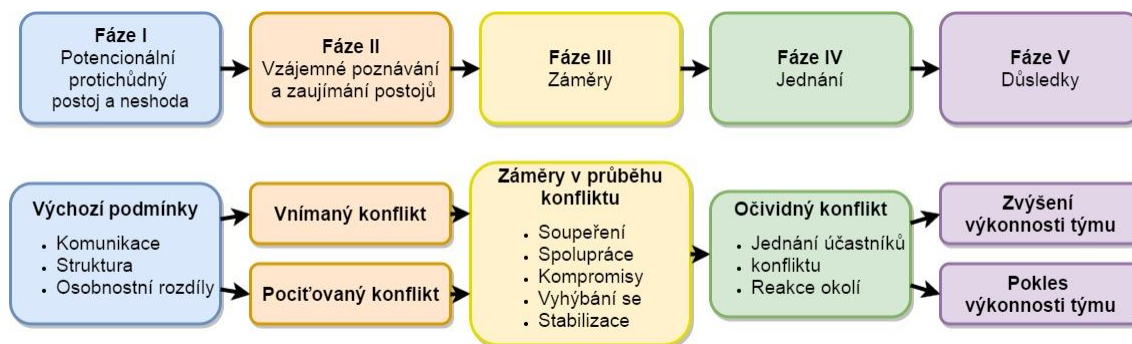 Fáze I
Potencionální
protichůdný
postoj a neshoda
Fáze II
Vzájemné poznávání
a zaujímání postojů
Fáze III
Záměry
Fáze IV
Jednání
Fáze V
Důsledky
Výchozí podmínky
• Komunikace
• Struktura
• Osobnostní rozdíly
Vnímaný konflikt
Pociťovaný konflikt
Záměry v průběhu
konfliktu
• Soupeření
• Spolupráce
• Kompromisy
• Vyhýbání se
• Stabilizace
Očividný konflikt
• Jednání účastníků
• konfliktu
• Reakce okolí
Zvýšení
výkonnosti týmu
Pokles
výkonnosti týmu